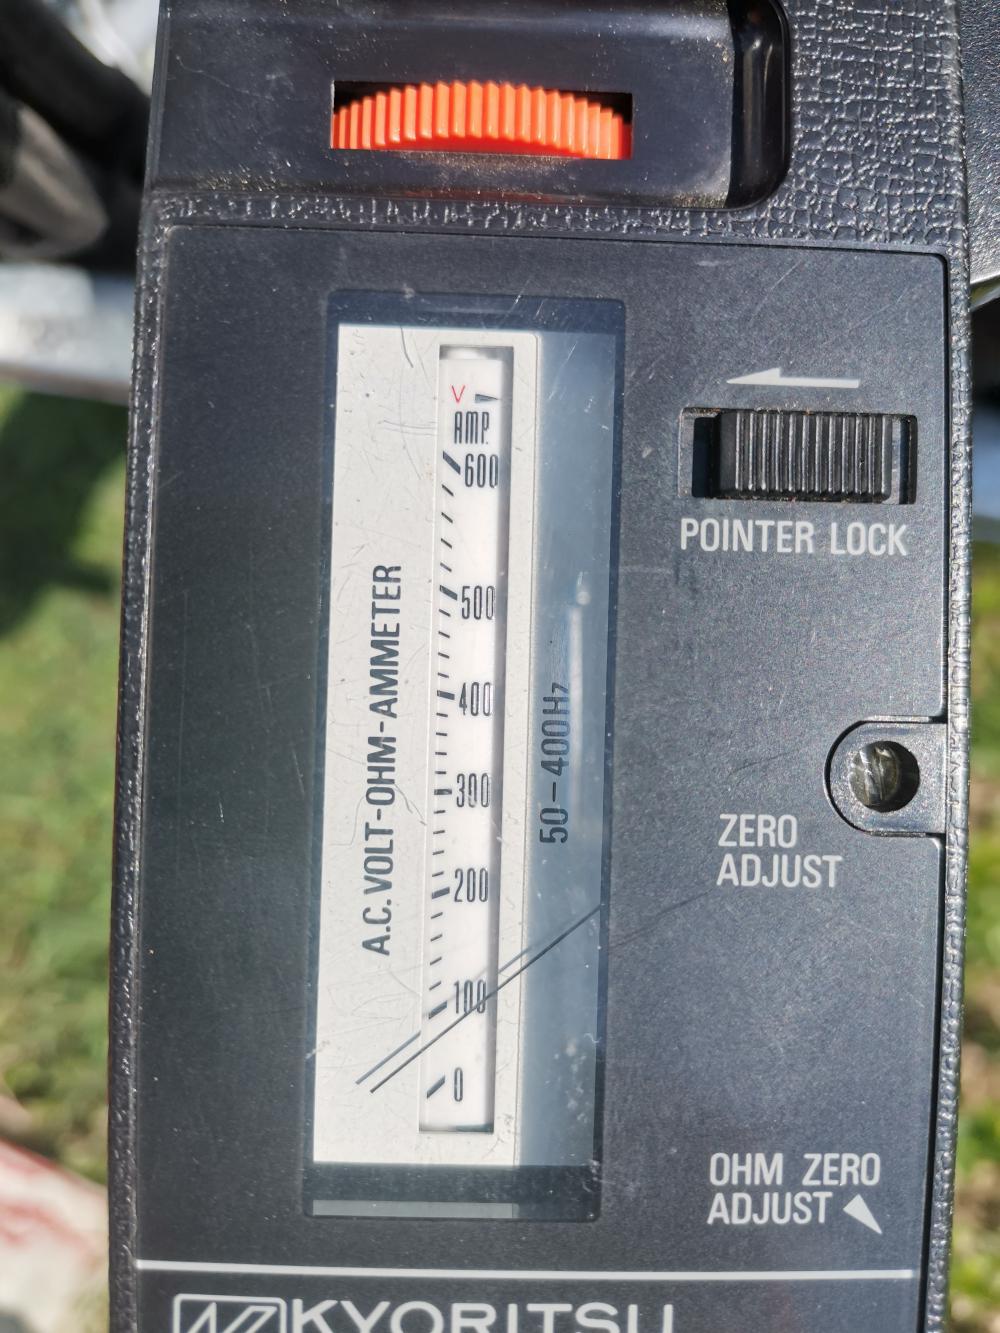 V
AMP.
600
500
400
300
200
100
0
A.C. VOLT-OHM-AMMETER
50-400Hz
POINTER LOCK
ZERO
ADJUST
OHM ZERO
ADJUST
KYORITSU